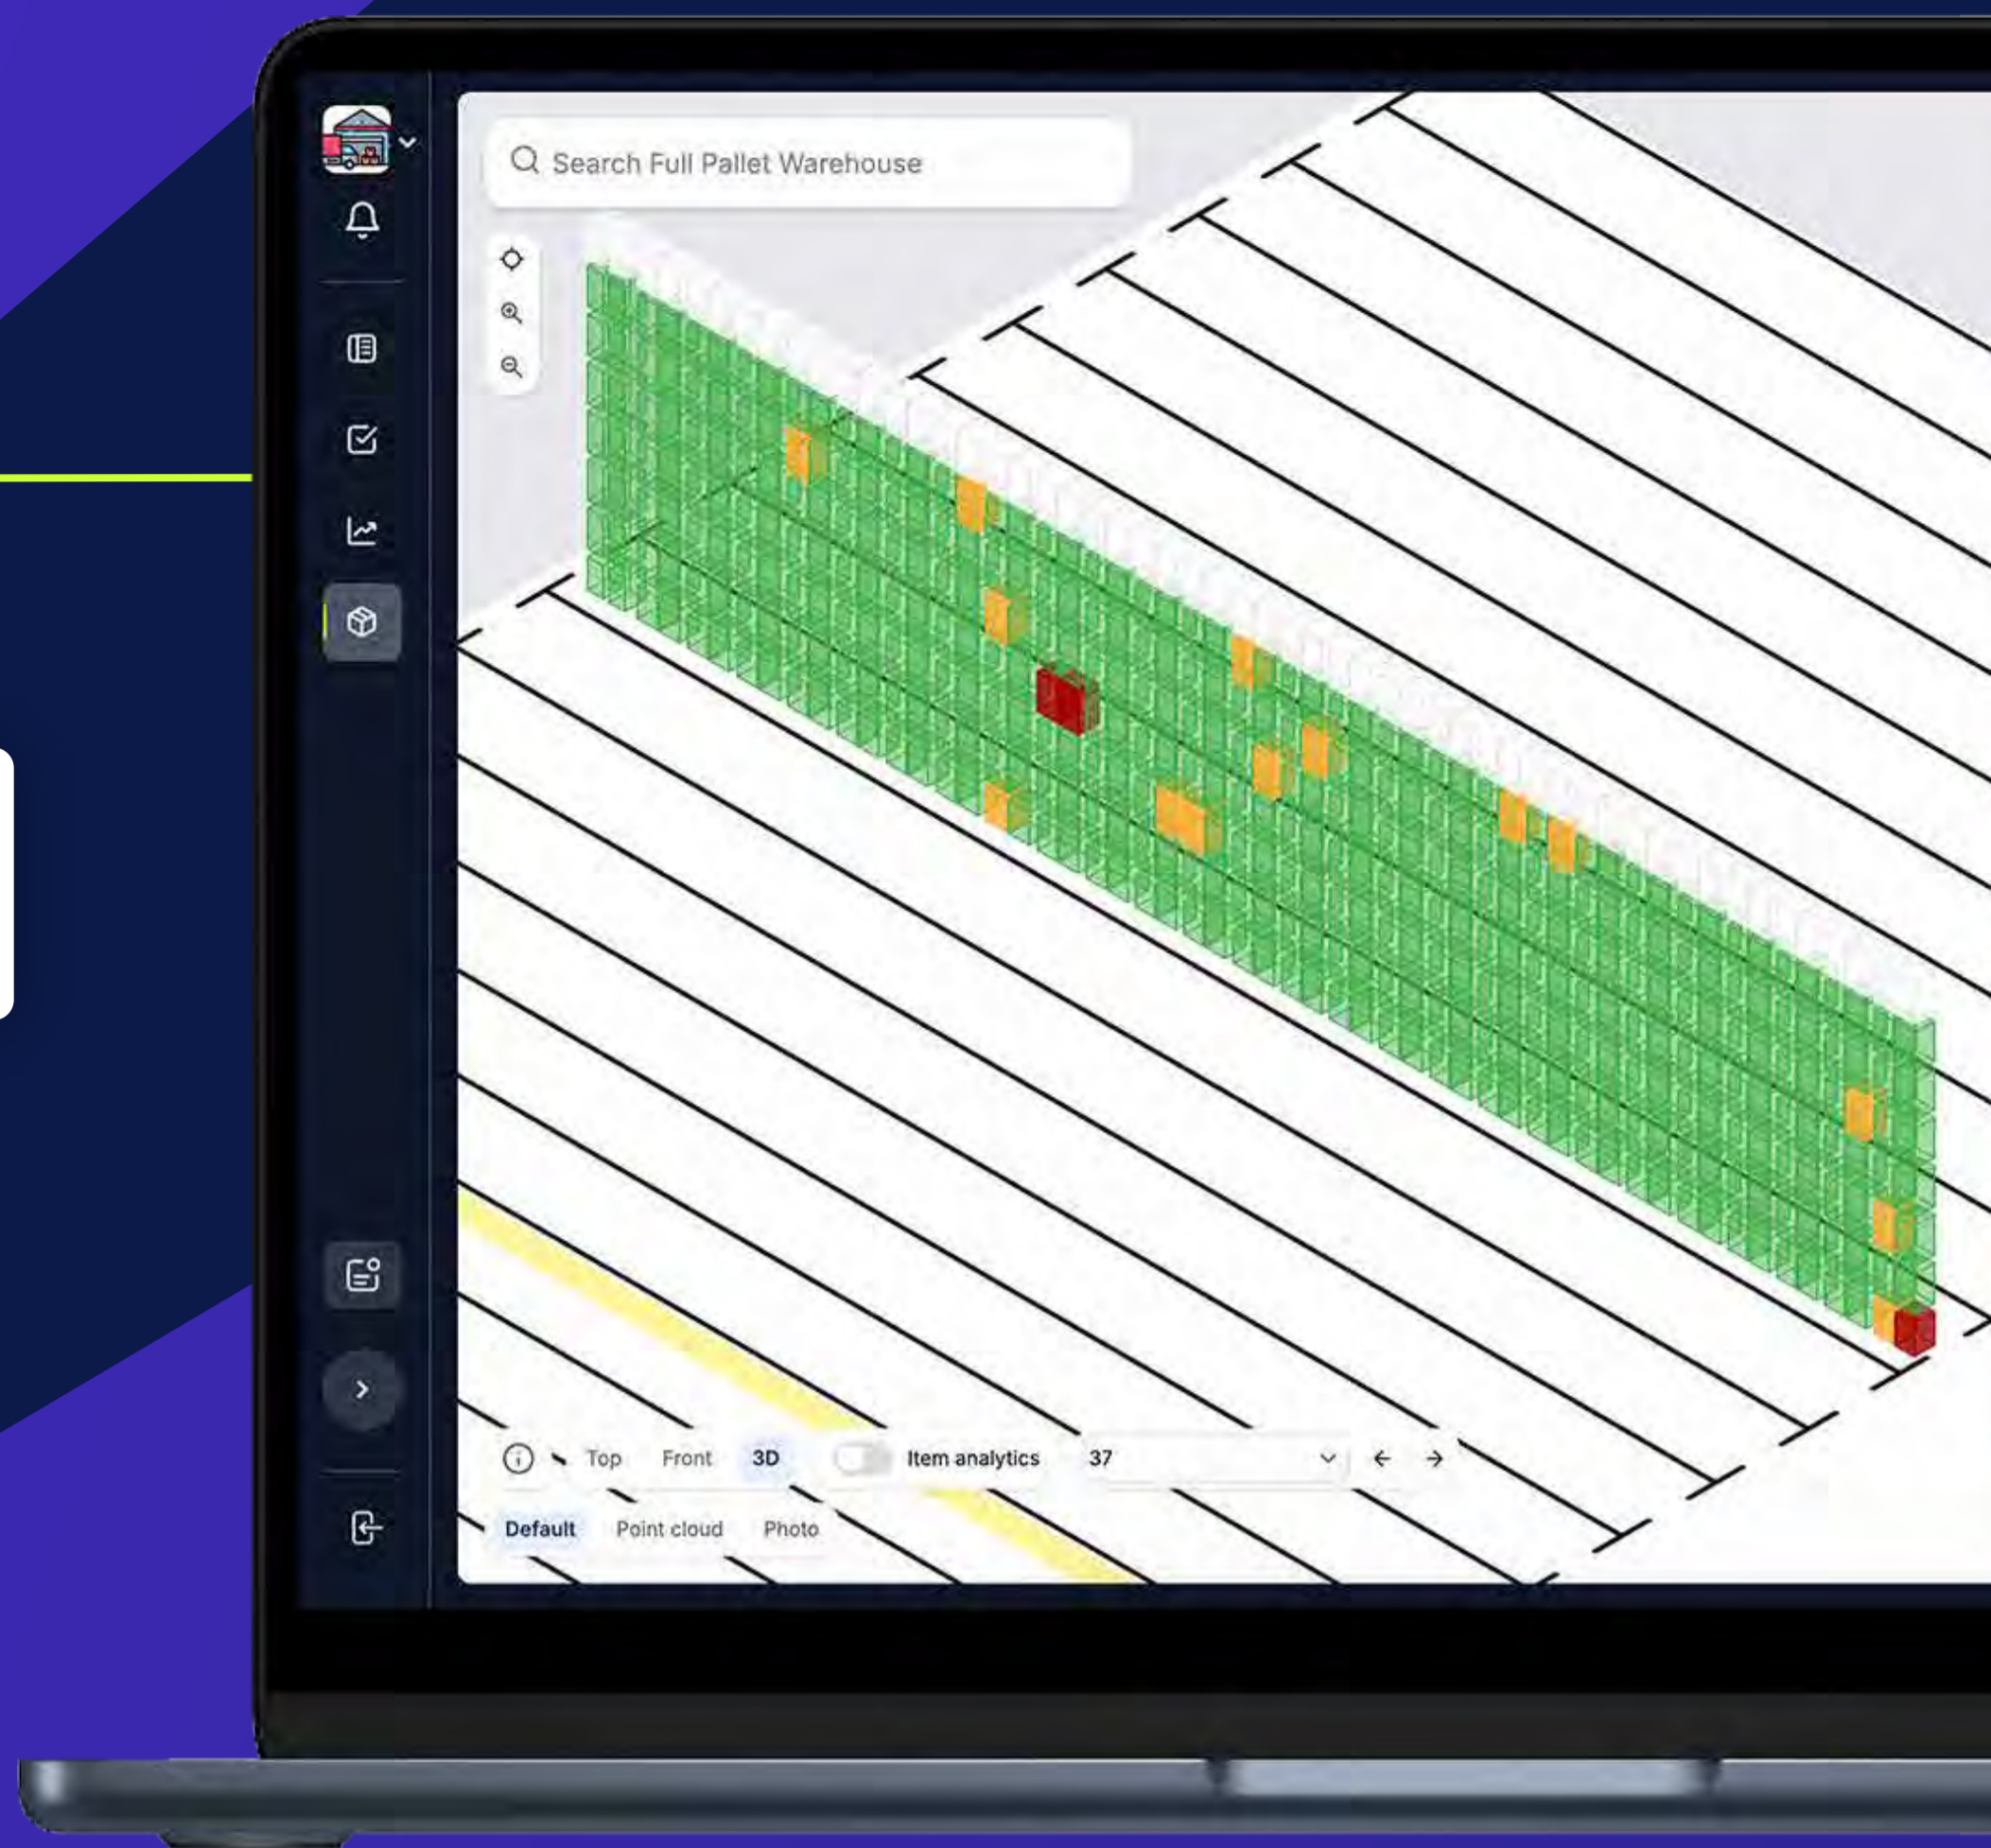 Search Full Pallet Warehouse
Top Front 3D Item analytics 37
Default Point cloud Photo